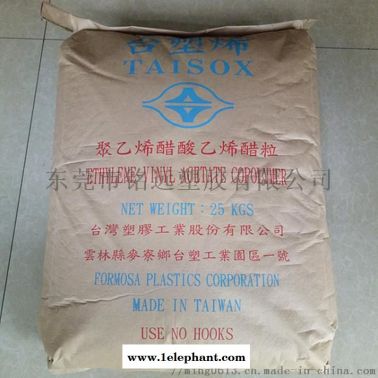 台塑烯
TAISOX
聚乙烯醋酸乙烯醋粒
ETHYLENE VINYL ACETATE COPOLYMER
东莞市铭达塑胶有限公司
NET WEIGHT : 25 KGS
台灣塑膠工業股份有限公司
雲林縣麥寮鄉台塑工業園區一號
FORMOSA PLASTICS CORPORATION
MADE IN TAIWAN
USE NO HOOKS
www.1elephant.com